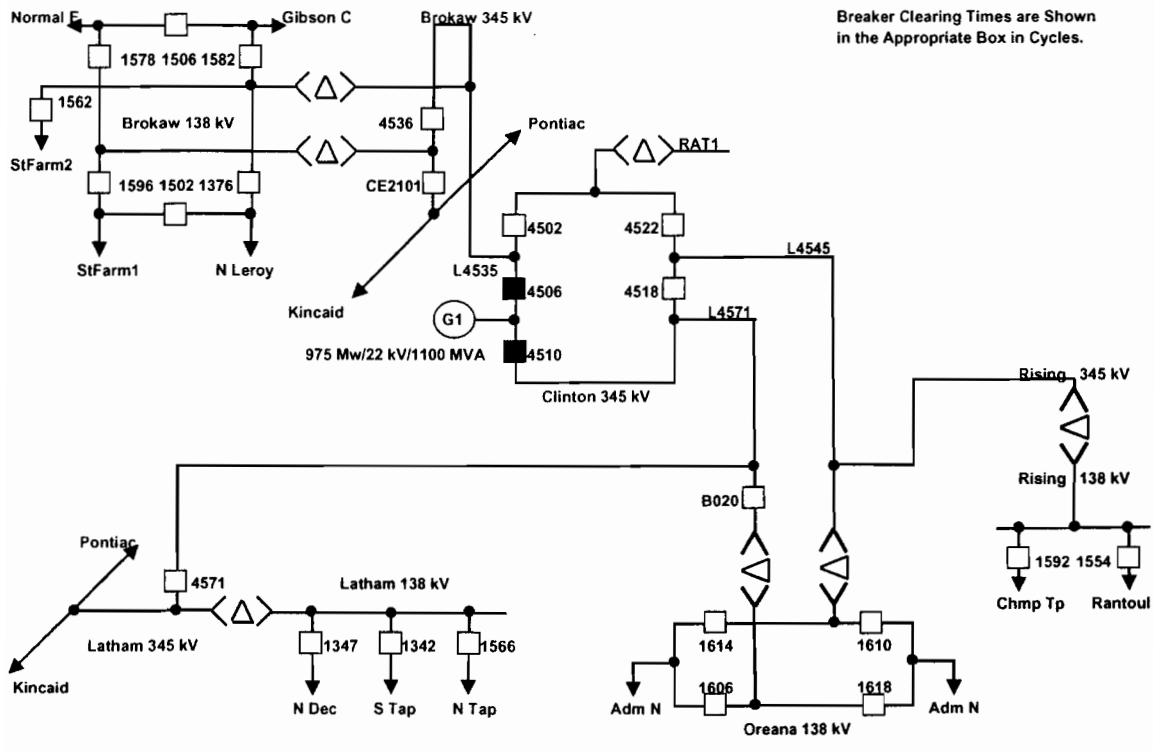 Normal E
Gibson C
Brokaw 345 kV
Breaker Clearing Times are Shown
in the Appropriate Box in Cycles.
1578 1506 1582
1562
Brokaw 138 kV
StFarm2
4536
Pontiac
RAT1
1596 1502 1376
CE2101
StFarm1
N Leroy
4502
4522
L4535
L4545
4506
4518
Kincaid
G1
L4571
975 Mw/22 kV/1100 MVA
4510
Clinton 345 kV
Rising 345 kV
Rising 138 kV
B020
Pontiac
4571
Latham 138 kV
1592 1554
Chmp Tp
Rantoul
Latham 345 kV
1347
1342
1566
1614
1610
Kincaid
N Dec
S Tap
N Tap
1606
1618
Adm N
Adm N
Oreana 138 kV